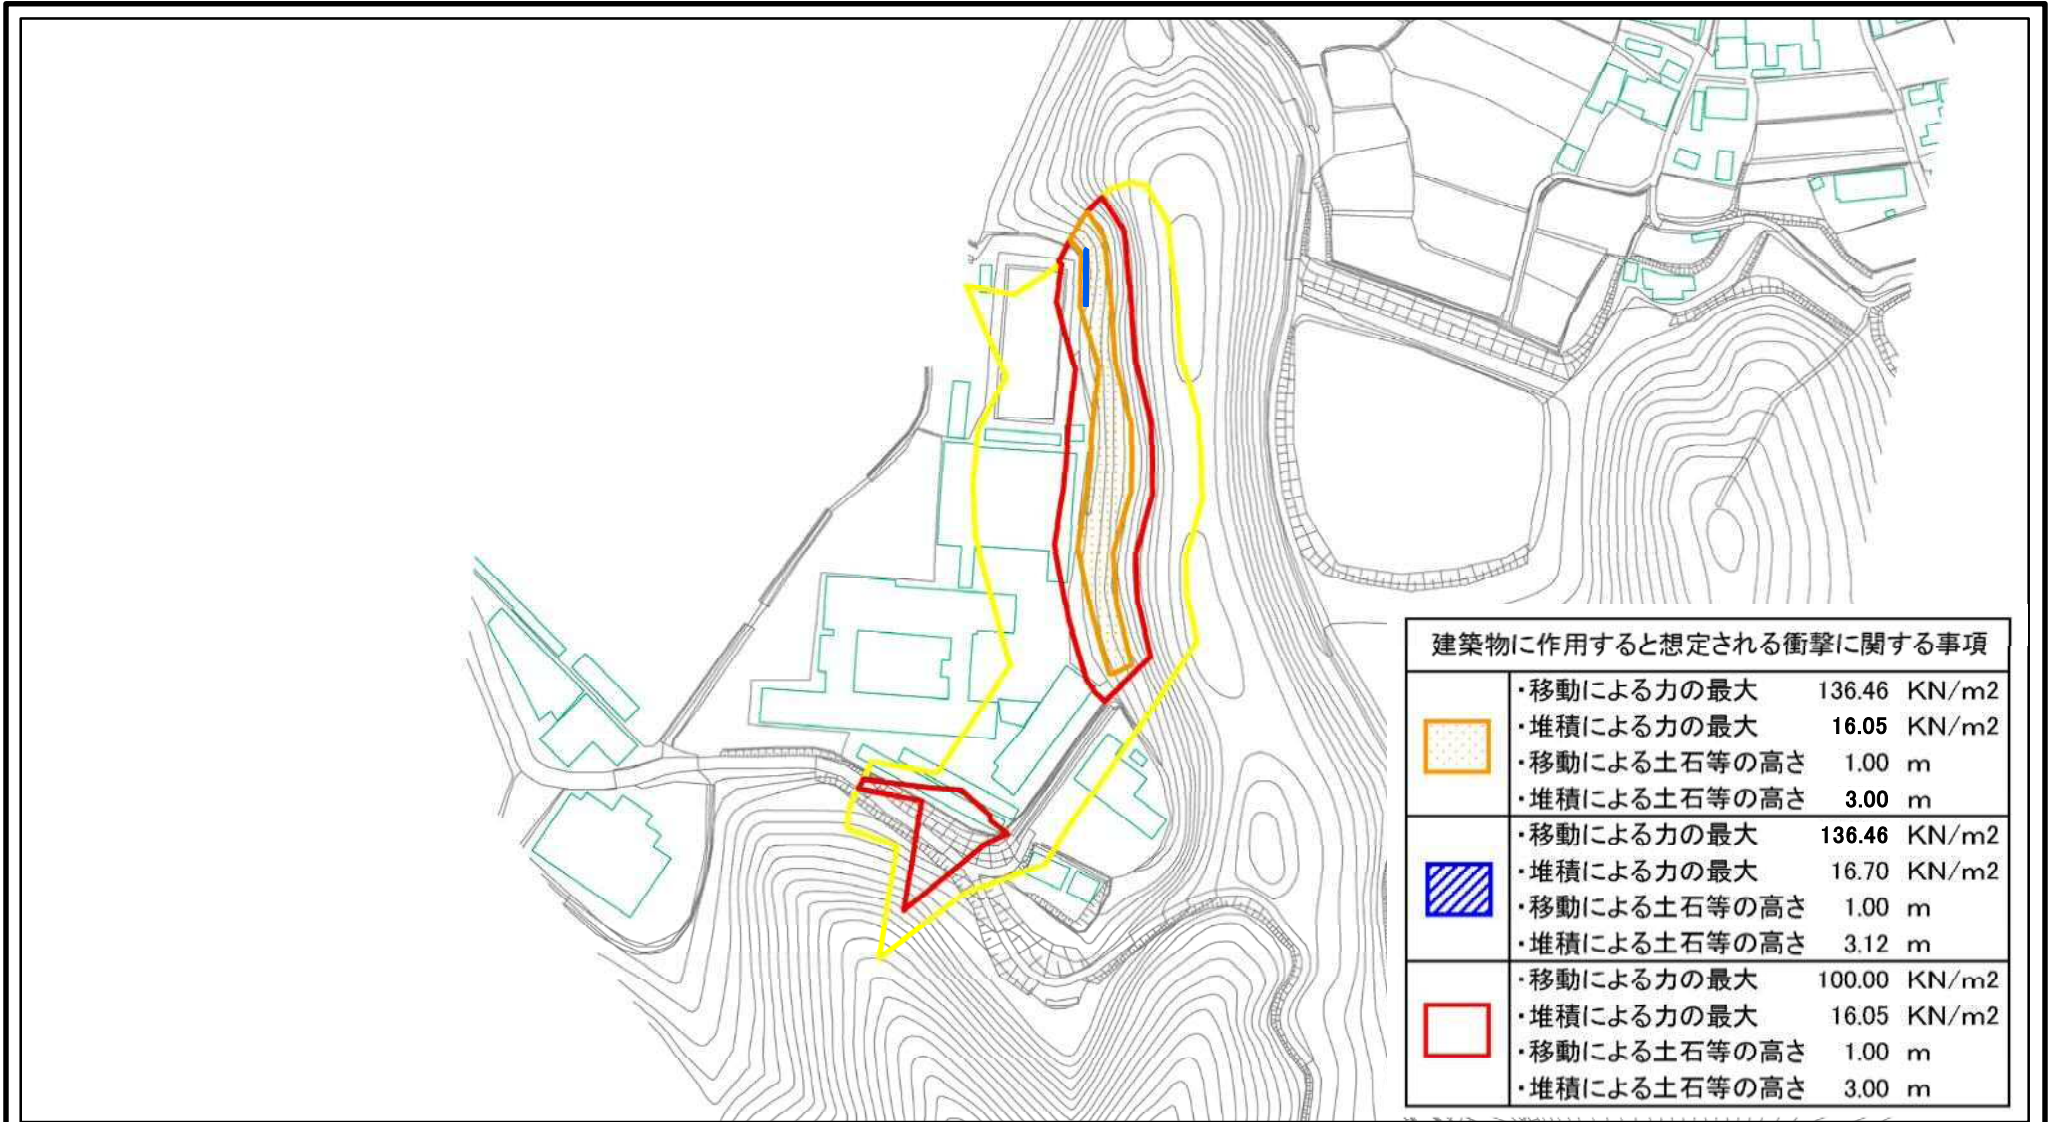 建築物に作用すると想定される衝撃に関する事項
・移動による力の最大 136.46 KN/m2
・堆積による力の最大 16.05 KN/m2
・移動による土石等の高さ 1.00 m
・堆積による土石等の高さ 3.00 m
・移動による力の最大 136.46 KN/m2
・堆積による力の最大 16.70 KN/m2
・移動による土石等の高さ 1.00 m
・堆積による土石等の高さ 3.12 m
・移動による力の最大 100.00 KN/m2
・堆積による力の最大 16.05 KN/m2
・移動による土石等の高さ 1.00 m
・堆積による土石等の高さ 3.00 m